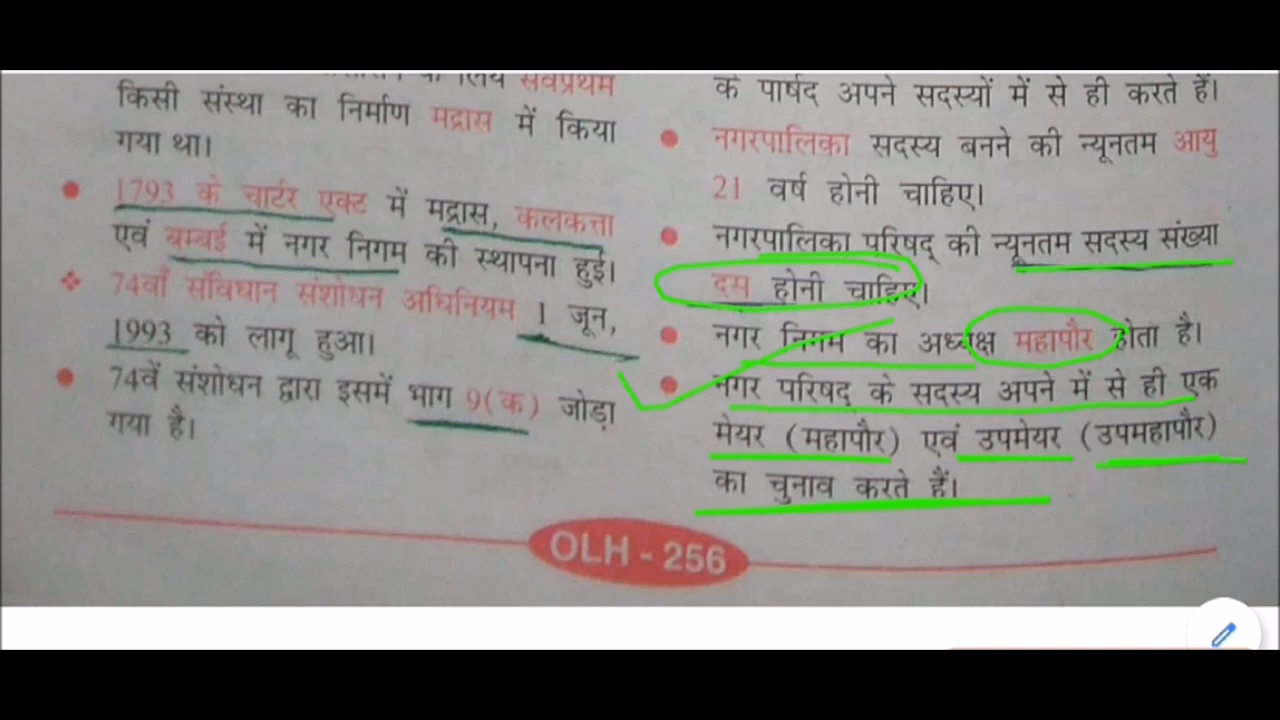 के लिये सर्वप्रथम
किसी संस्था का निर्माण मद्रास में किया
गया था।
1793 के चार्टर एक्ट में मद्रास, कलकत्ता
एवं बम्बई में नगर निगम की स्थापना हुई।
74वाँ संविधान संशोधन अधिनियम 1 जून,
1993 को लागू हुआ।
74वें संशोधन द्वारा इसमें भाग 9(क) जोड़ा
गया है।
के पार्षद अपने सदस्यों में से ही करते हैं।
नगरपालिका सदस्य बनने की न्यूनतम आयु
21 वर्ष होनी चाहिए।
नगरपालिका परिषद् की न्यूनतम सदस्य संख्या
दस होनी चाहिए।
नगर निगम का अध्यक्ष महापौर होता है।
नगर परिषद् के सदस्य अपने में से ही एक
मेयर (महापौर) एवं उपमेयर (उपमहापौर)
का चुनाव करते हैं।
OLH - 256